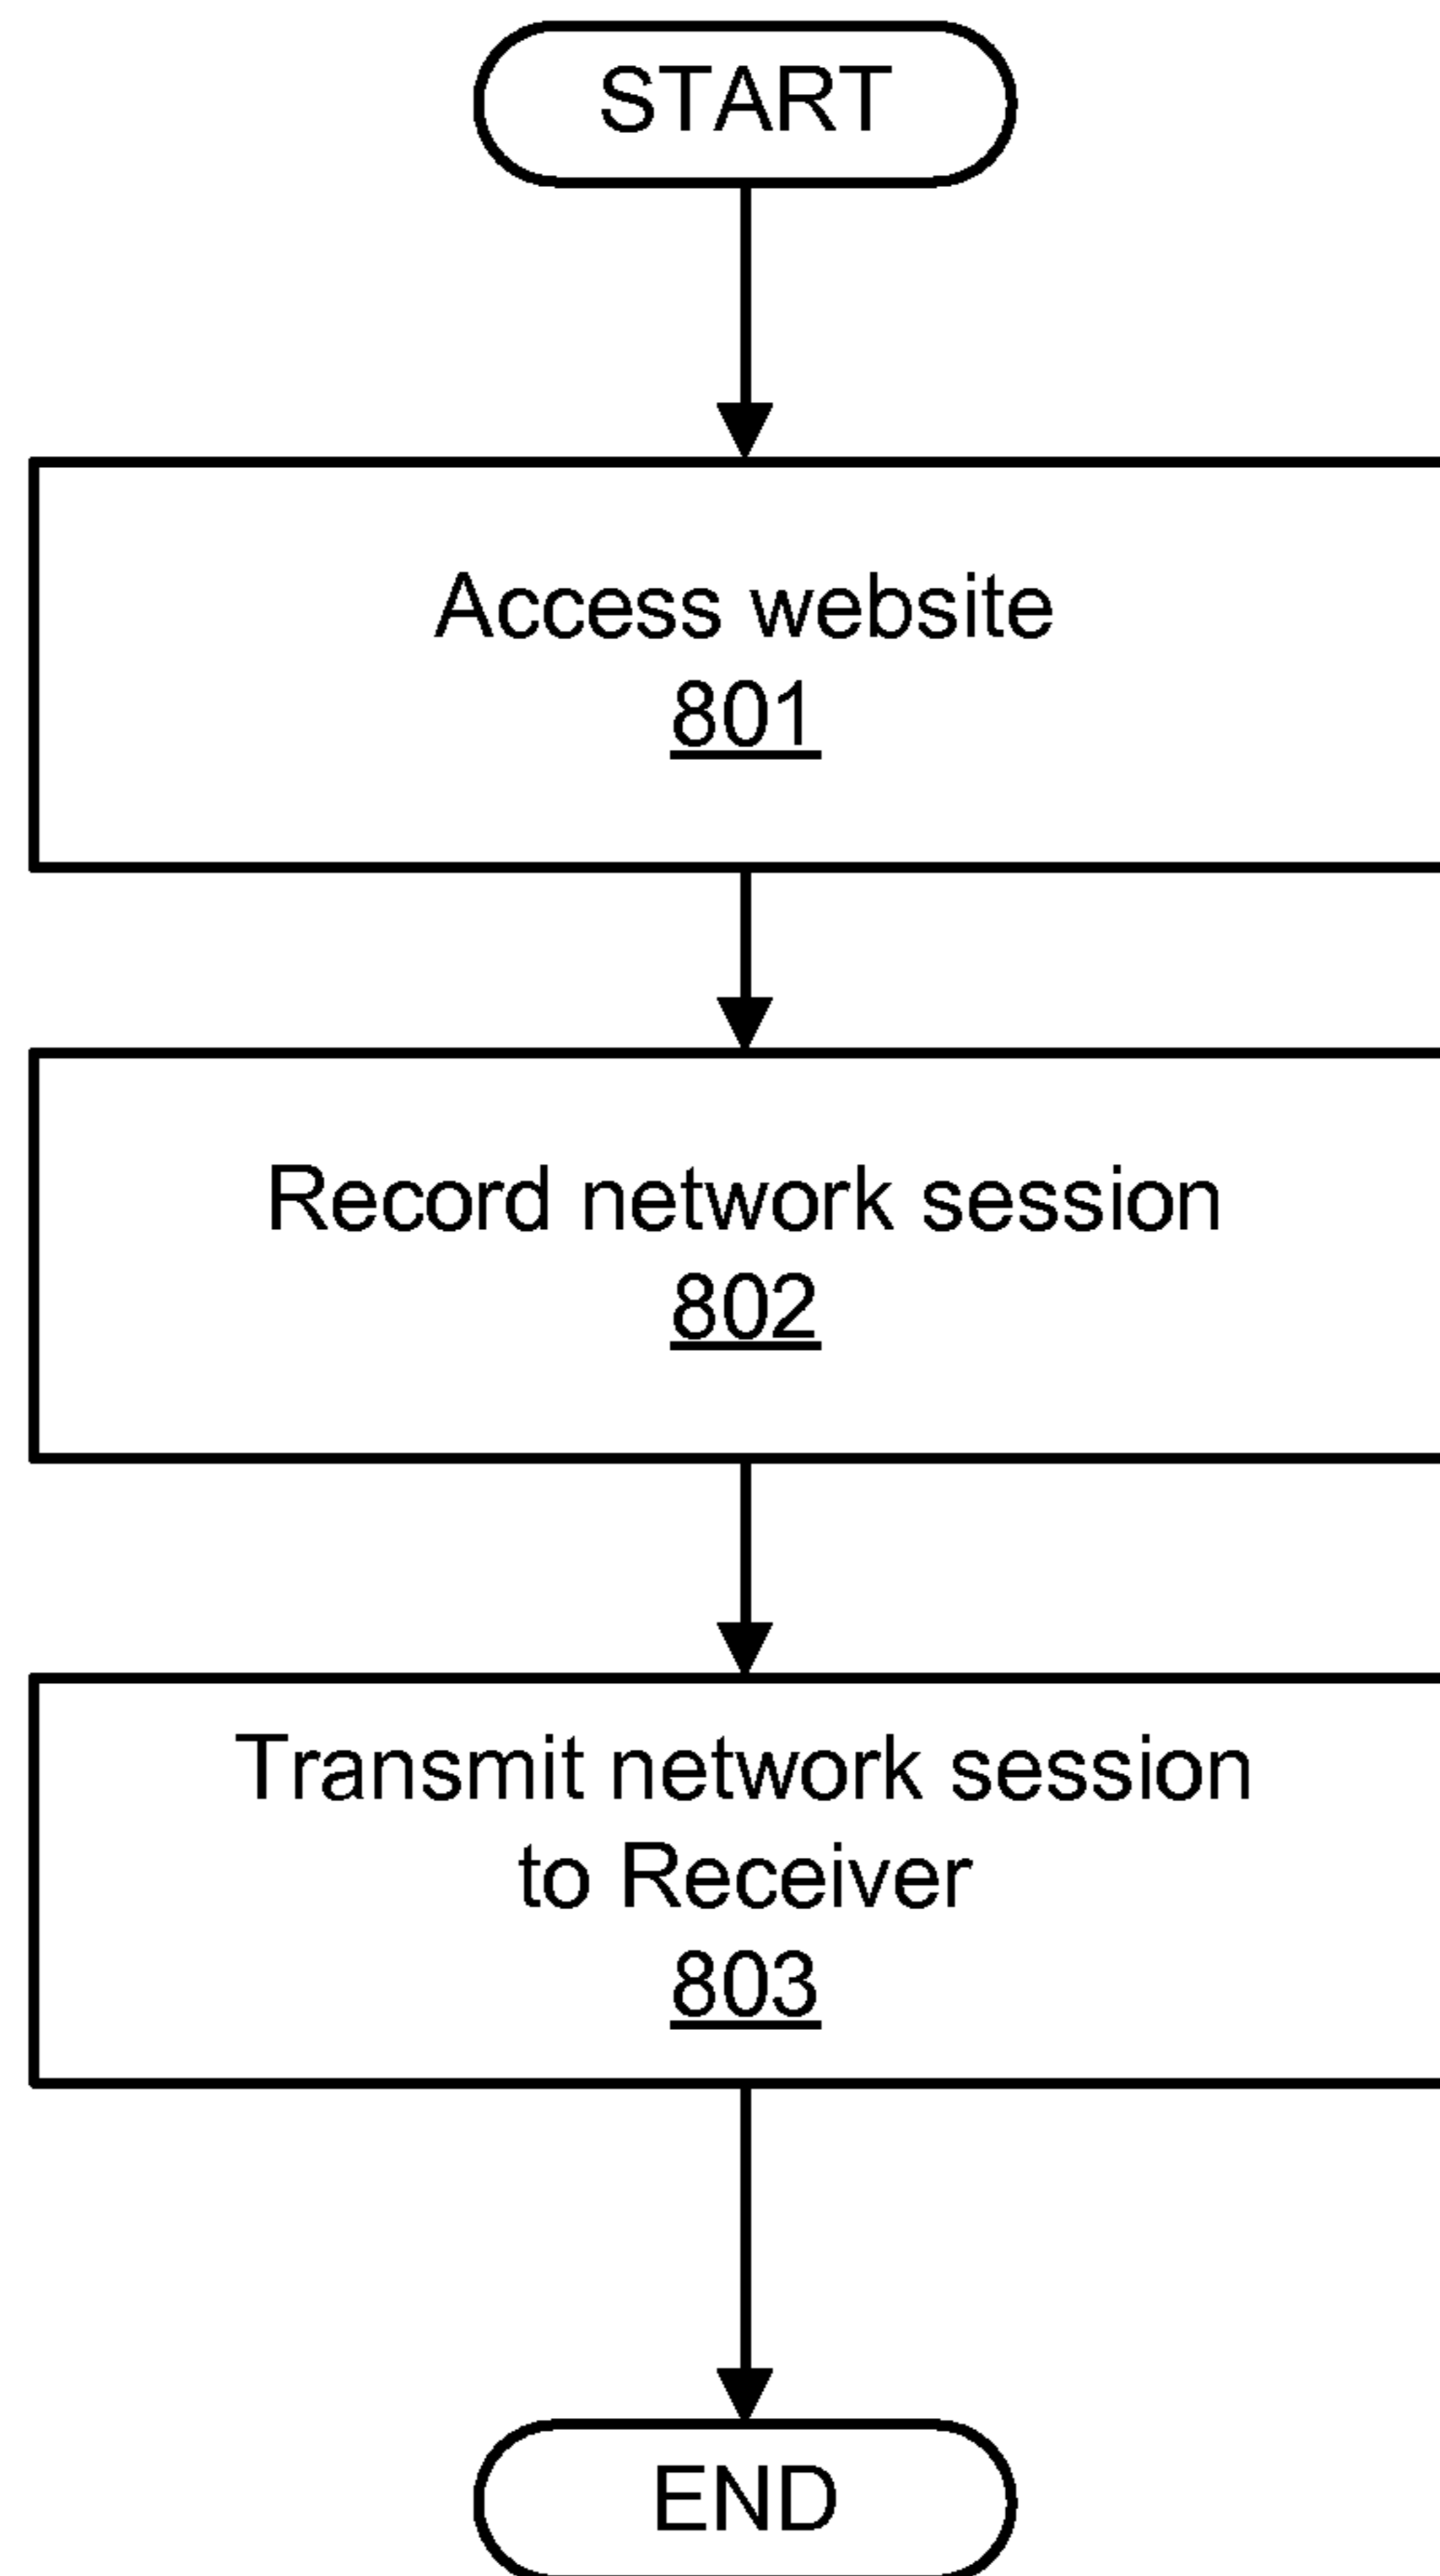 START
Access website
801
Record network session
802
Transmit network session
to Receiver
803
END